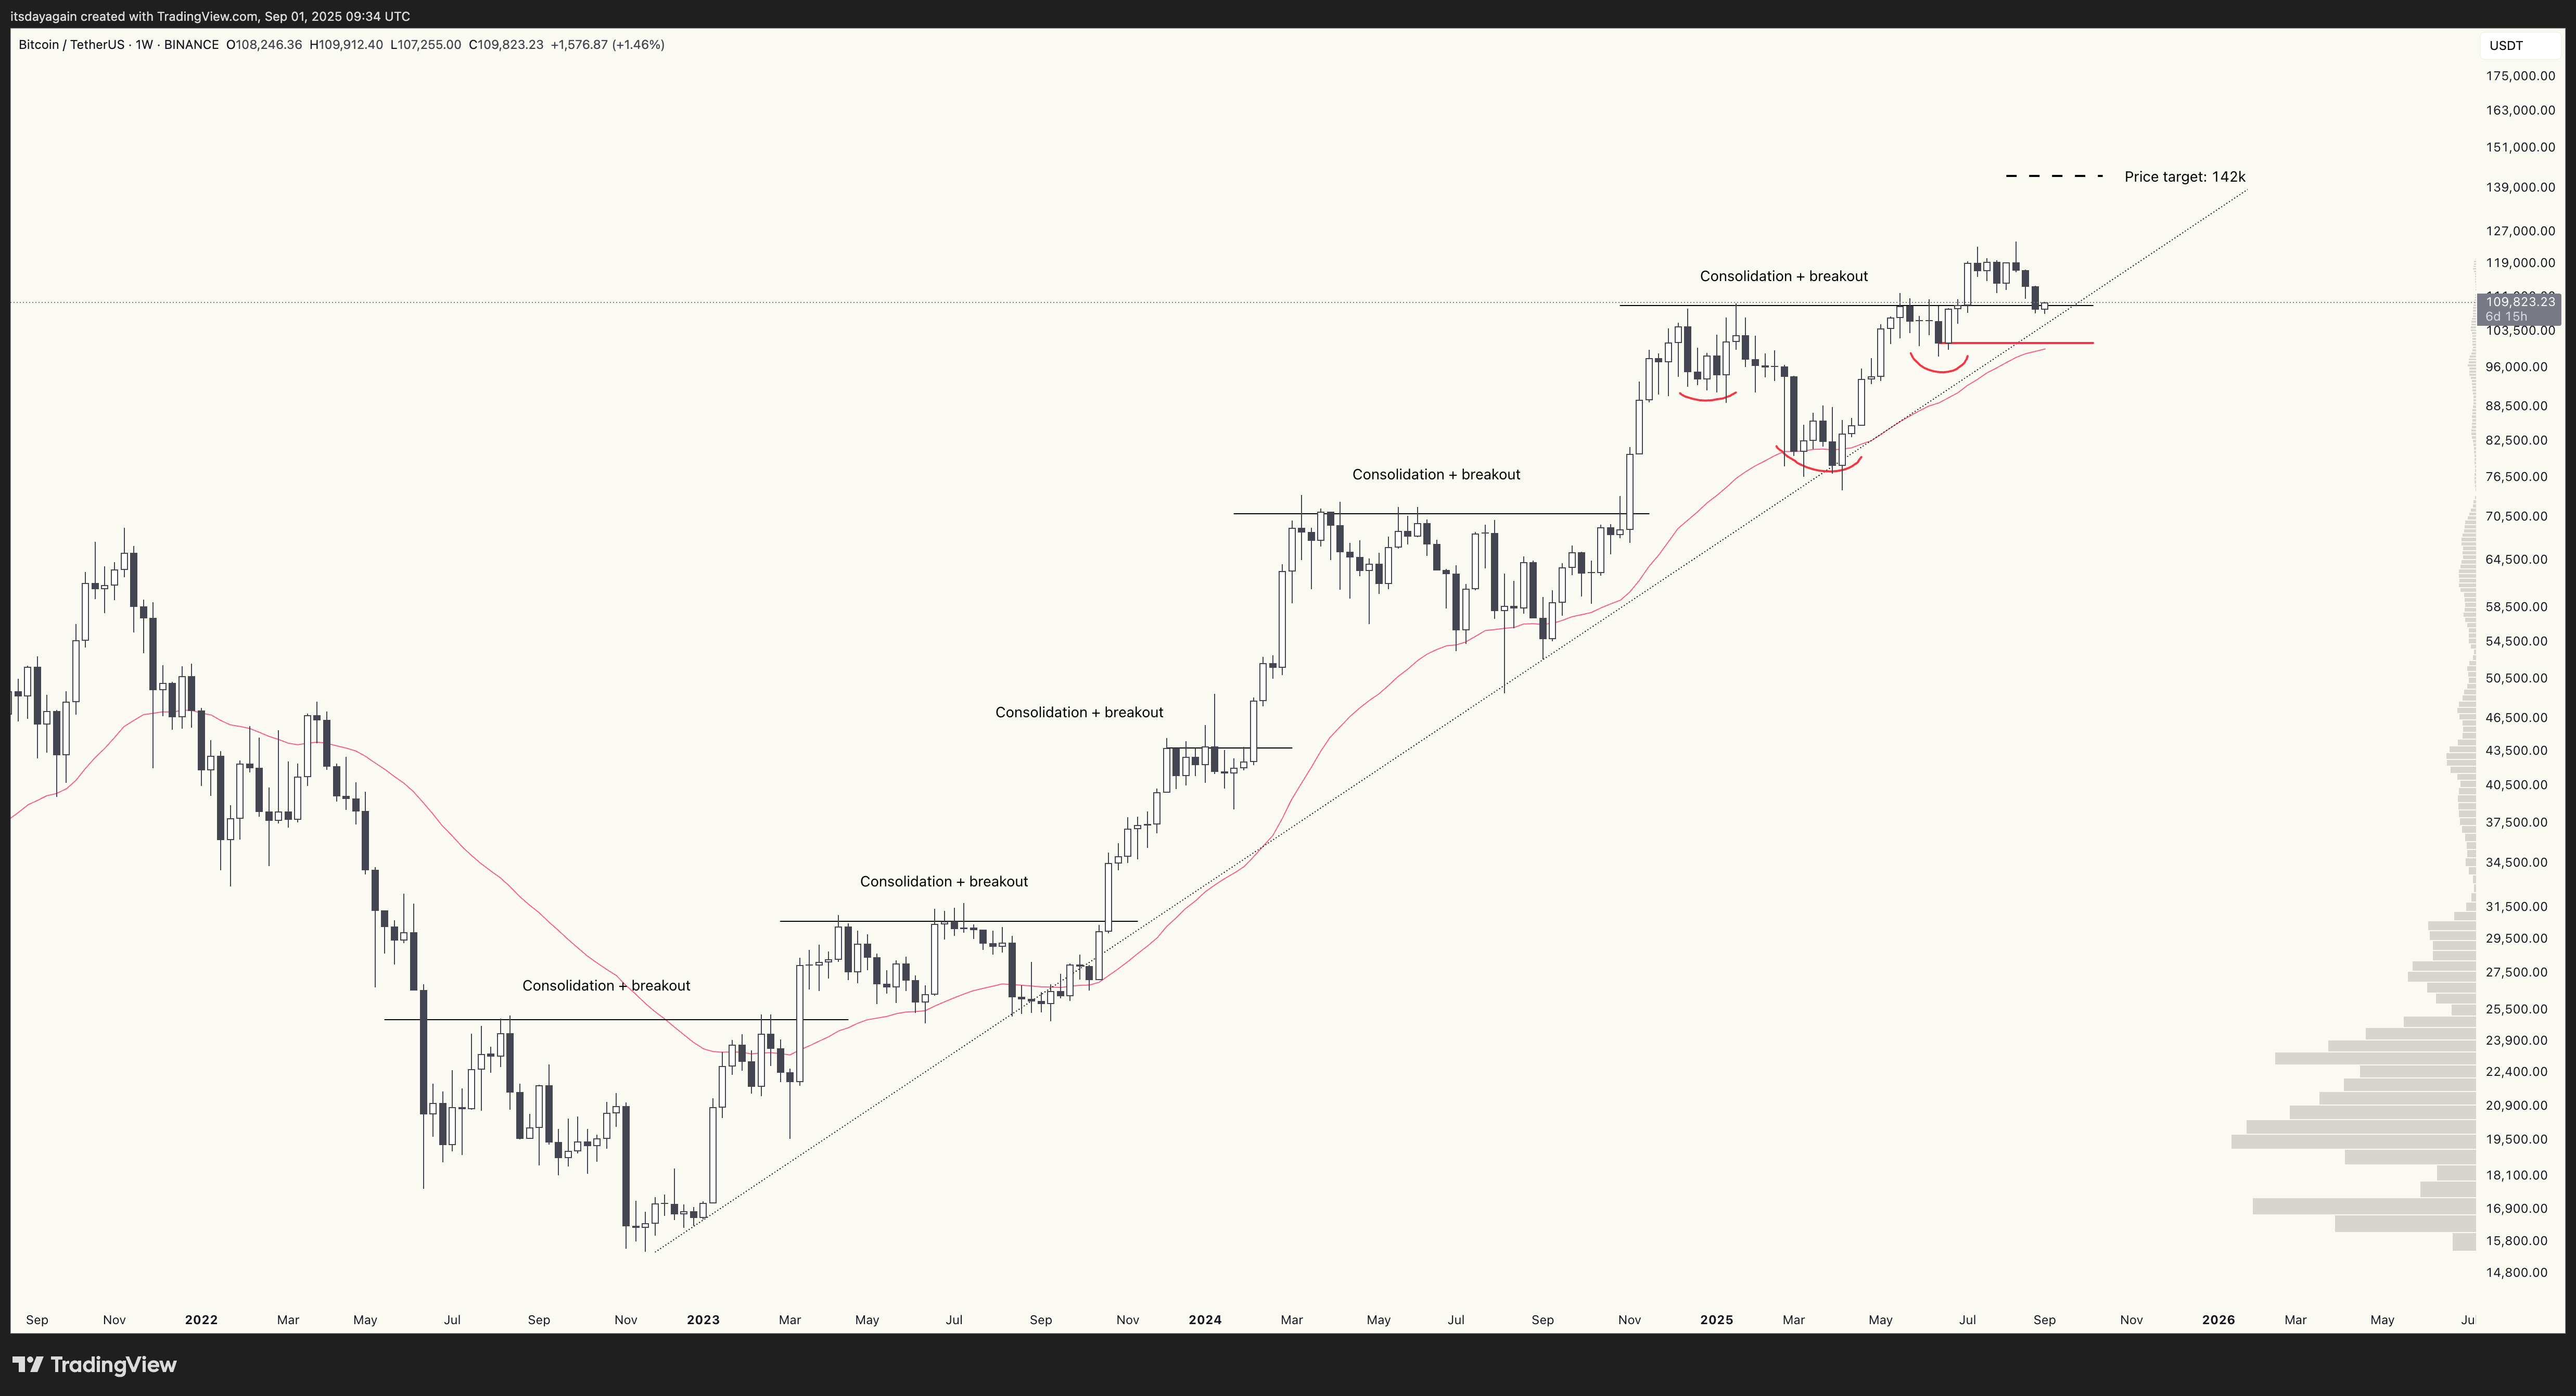 itsdayagain created with TradingView.com, Sep 01, 2025 09:34 UTC
Bitcoin / TetherUS · 1W · BINANCE O108,246.36 H109,912.40 L107,255.00 C109,823.23 +1,576.87 (+1.46%)
USDT
175,000.00
163,000.00
151,000.00
Price target: 142k
139,000.00
127,000.00
119,000.00
Consolidation + breakout
109,823.23
6d 15h
103,500.00
96,000.00
88,500.00
82,500.00
76,500.00
Consolidation + breakout
70,500.00
64,500.00
58,500.00
54,500.00
50,500.00
46,500.00
Consolidation + breakout
43,500.00
40,500.00
37,500.00
34,500.00
Consolidation + breakout
31,500.00
29,500.00
27,500.00
Consolidation + breakout
25,500.00
23,900.00
22,400.00
20,900.00
19,500.00
18,100.00
16,900.00
15,800.00
14,800.00
Sep Nov 2022 Mar May Jul Sep Nov 2023 Mar May Jul Sep Nov 2024 Mar May Jul Sep Nov 2025 Mar May Jul Sep Nov 2026 Mar May Ju
TradingView